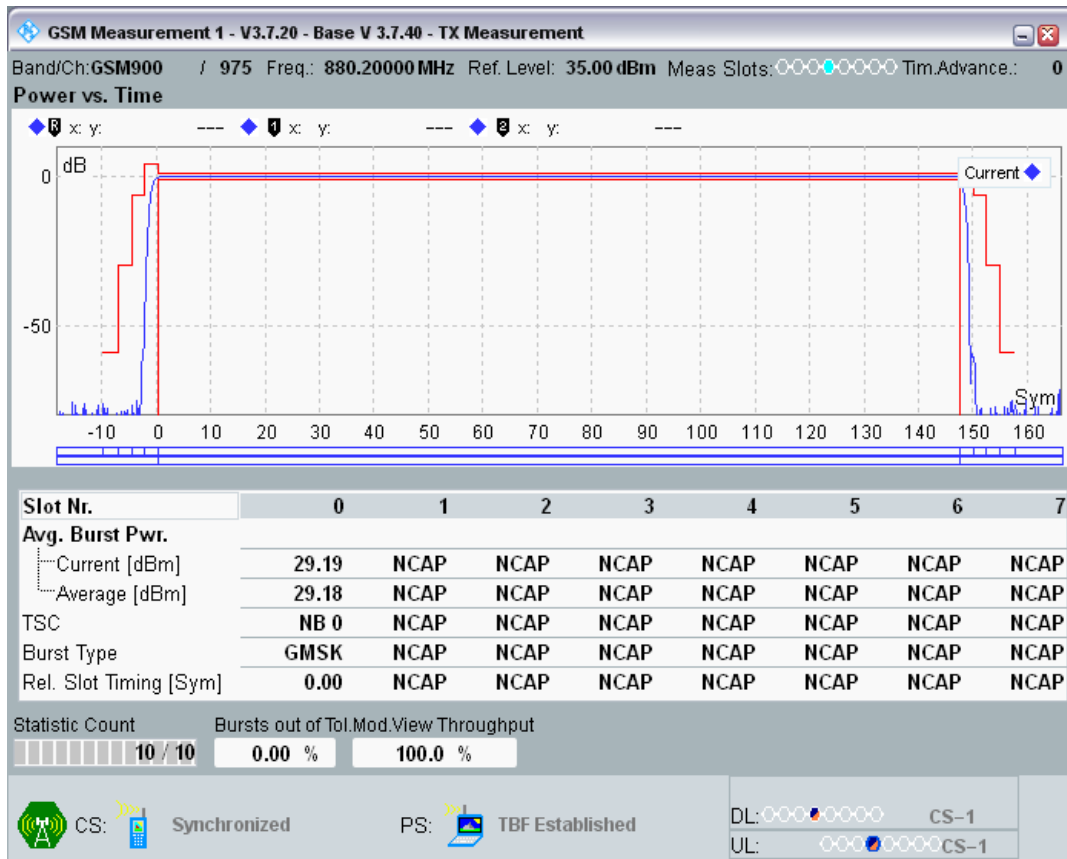 GSM Measurement 1 - V3.7.20 - Base V 3.7.40 - TX Measurement
Band/Ch:GSM900 / 975 Freq.: 880.20000 MHz Ref. Level: 35.00 dBm Meas Slots: Tim.Advance.: 0
Power vs. Time
R x: y: --- 1 x: y: --- 2 x: y: ---
dB
0
Current
-50
Sym
-10 0 10 20 30 40 50 60 70 80 90 100 110 120 130 140 150 160
Slot Nr. 0 1 2 3 4 5 6 7
Avg. Burst Pwr.
Current [dBm] 29.19 NCAP NCAP NCAP NCAP NCAP NCAP NCAP
Average [dBm] 29.18 NCAP NCAP NCAP NCAP NCAP NCAP NCAP
TSC NB 0 NCAP NCAP NCAP NCAP NCAP NCAP NCAP
Burst Type GMSK NCAP NCAP NCAP NCAP NCAP NCAP NCAP
Rel. Slot Timing [Sym] 0.00 NCAP NCAP NCAP NCAP NCAP NCAP NCAP
Statistic Count Bursts out of Tol.Mod.View Throughput
10 / 10 0.00 % 100.0 %
CS: Synchronized PS: TBF Established
DL: CS-1
UL: CS-1